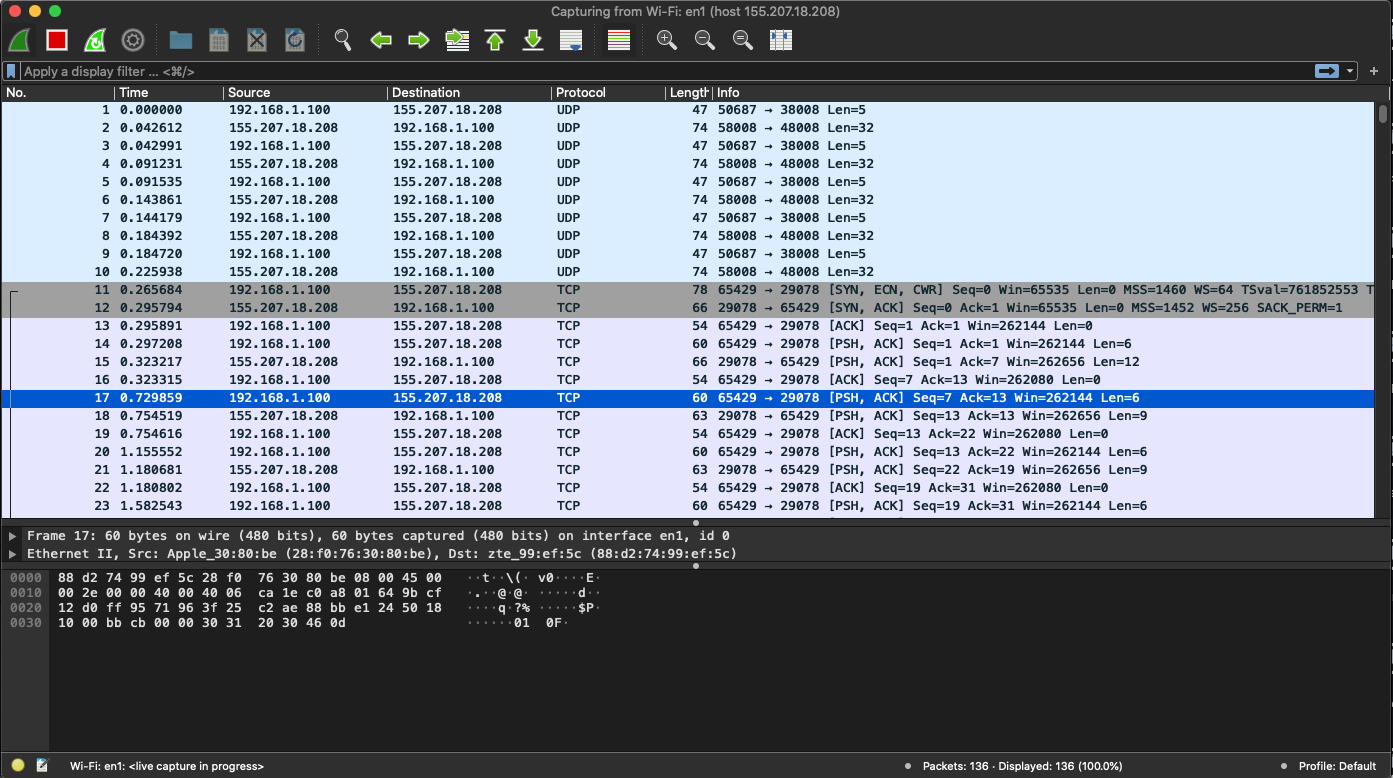 Capturing from Wi-Fi: en1 (host 155.207.18.208)
Apply a display filter ... <⌘/>
No. Time Source Destination Protocol Length Info
1 0.000000 192.168.1.100 155.207.18.208 UDP 47 50687 → 38008 Len=5
2 0.042612 155.207.18.208 192.168.1.100 UDP 74 58008 → 48008 Len=32
3 0.042991 192.168.1.100 155.207.18.208 UDP 47 50687 → 38008 Len=5
4 0.091231 155.207.18.208 192.168.1.100 UDP 74 58008 → 48008 Len=32
5 0.091535 192.168.1.100 155.207.18.208 UDP 47 50687 → 38008 Len=5
6 0.143861 155.207.18.208 192.168.1.100 UDP 74 58008 → 48008 Len=32
7 0.144179 192.168.1.100 155.207.18.208 UDP 47 50687 → 38008 Len=5
8 0.184392 155.207.18.208 192.168.1.100 UDP 74 58008 → 48008 Len=32
9 0.184720 192.168.1.100 155.207.18.208 UDP 47 50687 → 38008 Len=5
10 0.225938 155.207.18.208 192.168.1.100 UDP 74 58008 → 48008 Len=32
11 0.265684 192.168.1.100 155.207.18.208 TCP 78 65429 → 29078 [SYN, ECN, CWR] Seq=0 Win=65535 Len=0 MSS=1460 WS=64 TSval=761852553 T
12 0.295794 155.207.18.208 192.168.1.100 TCP 66 29078 → 65429 [SYN, ACK] Seq=0 Ack=1 Win=65535 Len=0 MSS=1452 WS=256 SACK_PERM=1
13 0.295891 192.168.1.100 155.207.18.208 TCP 54 65429 → 29078 [ACK] Seq=1 Ack=1 Win=262144 Len=0
14 0.297208 192.168.1.100 155.207.18.208 TCP 60 65429 → 29078 [PSH, ACK] Seq=1 Ack=1 Win=262144 Len=6
15 0.323217 155.207.18.208 192.168.1.100 TCP 66 29078 → 65429 [PSH, ACK] Seq=1 Ack=7 Win=262656 Len=12
16 0.323315 192.168.1.100 155.207.18.208 TCP 54 65429 → 29078 [ACK] Seq=7 Ack=13 Win=262080 Len=0
17 0.729859 192.168.1.100 155.207.18.208 TCP 60 65429 → 29078 [PSH, ACK] Seq=7 Ack=13 Win=262144 Len=6
18 0.754519 155.207.18.208 192.168.1.100 TCP 63 29078 → 65429 [PSH, ACK] Seq=13 Ack=13 Win=262656 Len=9
19 0.754616 192.168.1.100 155.207.18.208 TCP 54 65429 → 29078 [ACK] Seq=13 Ack=22 Win=262080 Len=0
20 1.155552 192.168.1.100 155.207.18.208 TCP 60 65429 → 29078 [PSH, ACK] Seq=13 Ack=22 Win=262144 Len=6
21 1.180681 155.207.18.208 192.168.1.100 TCP 63 29078 → 65429 [PSH, ACK] Seq=22 Ack=19 Win=262656 Len=9
22 1.180802 192.168.1.100 155.207.18.208 TCP 54 65429 → 29078 [ACK] Seq=19 Ack=31 Win=262080 Len=0
23 1.582543 192.168.1.100 155.207.18.208 TCP 60 65429 → 29078 [PSH, ACK] Seq=19 Ack=31 Win=262144 Len=6
Frame 17: 60 bytes on wire (480 bits), 60 bytes captured (480 bits) on interface en1, id 0
Ethernet II, Src: Apple_30:80:be (28:f0:76:30:80:be), Dst: zte_99:ef:5c (88:d2:74:99:ef:5c)
0000 88 d2 74 99 ef 5c 28 f0 76 30 80 be 08 00 45 00 ··t··\(· v0····E·
0010 00 2e 00 00 40 00 40 06 ca 1e c0 a8 01 64 9b cf ·.··@·@· ·····d··
0020 12 d0 ff 95 71 96 3f 25 c2 ae 88 bb e1 24 50 18 ····q·?% ·····$P·
0030 10 00 bb cb 00 00 30 31 20 30 46 0d ······01 0F·
Wi-Fi: en1: <live capture in progress> Packets: 136 · Displayed: 136 (100.0%) Profile: Default